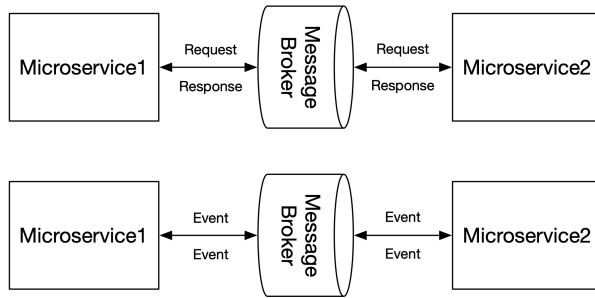 Microservice1
Request
Response
Message
Broker
Request
Response
Microservice2
Microservice1
Event
Event
Message
Broker
Event
Event
Microservice2